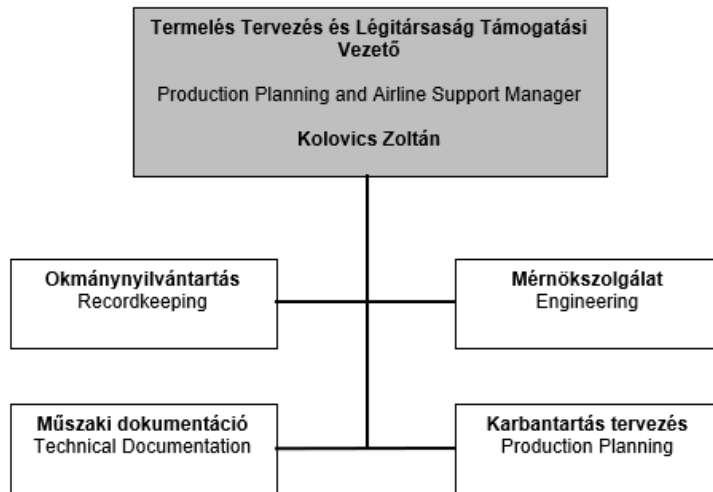 Termelés Tervezés és Légitársaság Támogatási
Vezető
Production Planning and Airline Support Manager
Kolovics Zoltán
Okmánynyilvántartás
Recordkeeping
Mérnökszolgálat
Engineering
Műszaki dokumentáció
Technical Documentation
Karbantartás tervezés
Production Planning